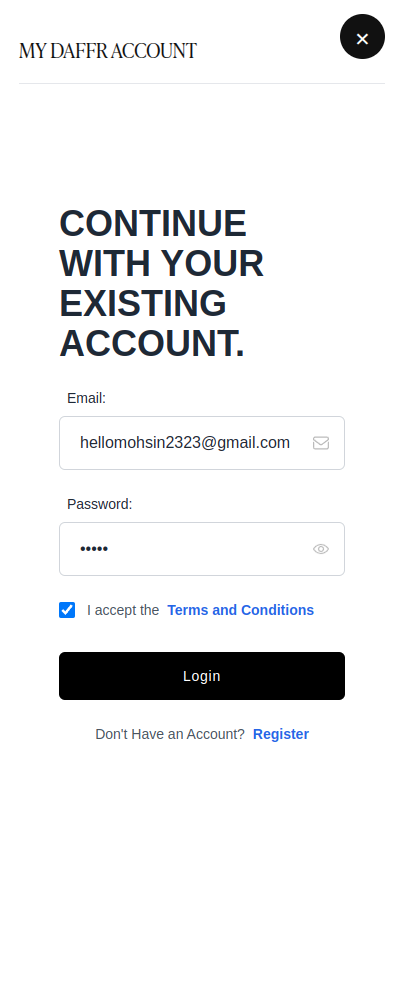 MY DAFFR ACCOUNT
CONTINUE
WITH YOUR
EXISTING
ACCOUNT.
Email:
hellomohsin2323@gmail.com
Password:
•••••
I accept the Terms and Conditions
Login
Don't Have an Account? Register